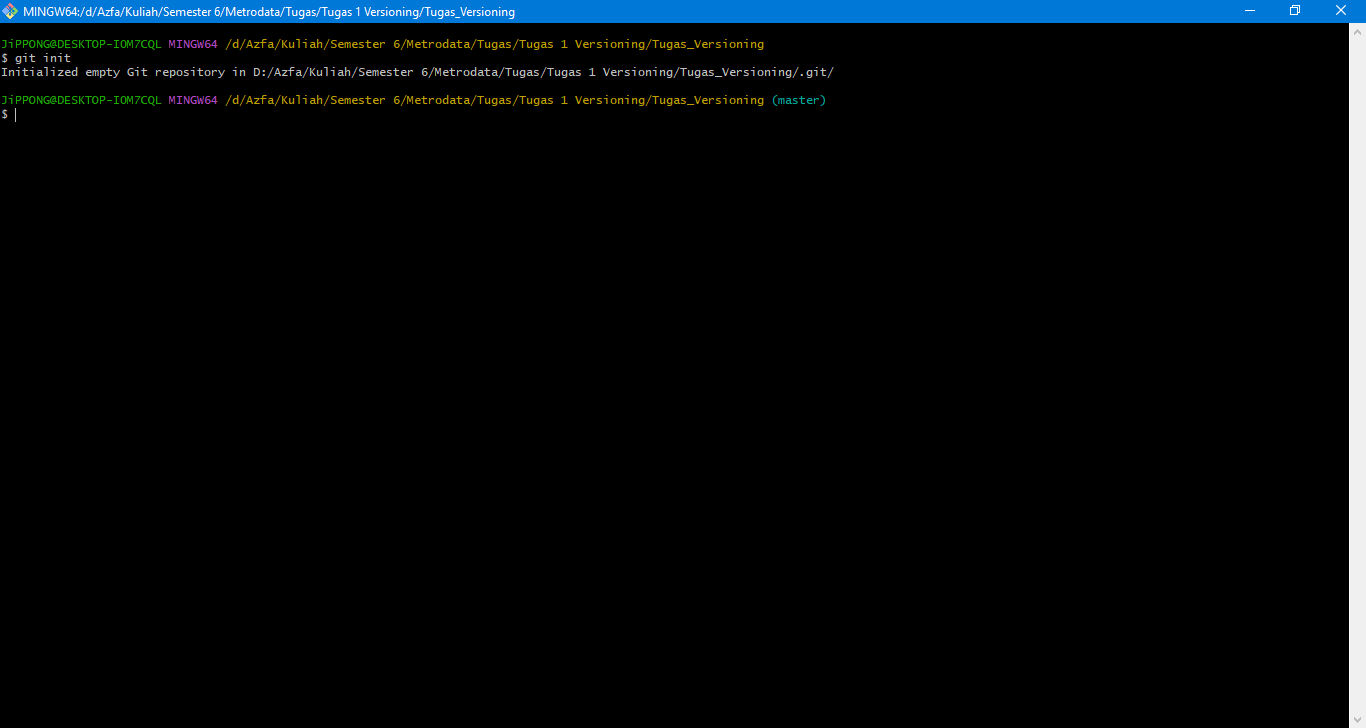 MINGW64:/d/Azfa/Kuliah/Semester 6/Metrodata/Tugas/Tugas 1 Versioning/Tugas_Versioning
JiPPONG@DESKTOP-IOM7CQL MINGW64 /d/Azfa/Kuliah/Semester 6/Metrodata/Tugas/Tugas 1 Versioning/Tugas_Versioning
$ git init
Initialized empty Git repository in D:/Azfa/Kuliah/Semester 6/Metrodata/Tugas/Tugas 1 Versioning/Tugas_Versioning/.git/
JiPPONG@DESKTOP-IOM7CQL MINGW64 /d/Azfa/Kuliah/Semester 6/Metrodata/Tugas/Tugas 1 Versioning/Tugas_Versioning (master)
$